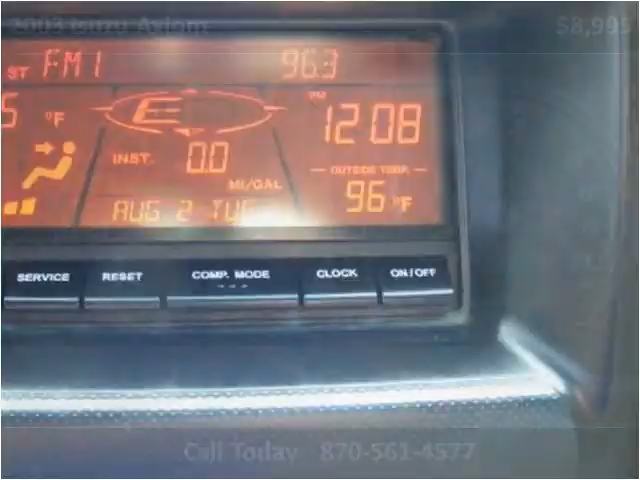 2003 Isuzu Axiom $8,995
ST FM1 96.3
5 °F E PM 12:08
INST. 0.0 OUTSIDE TEMP.
MI/GAL 96 °F
AUG 2 TUE
SERVICE RESET COMP. MODE CLOCK ON/OFF
Call Today 870-561-4577